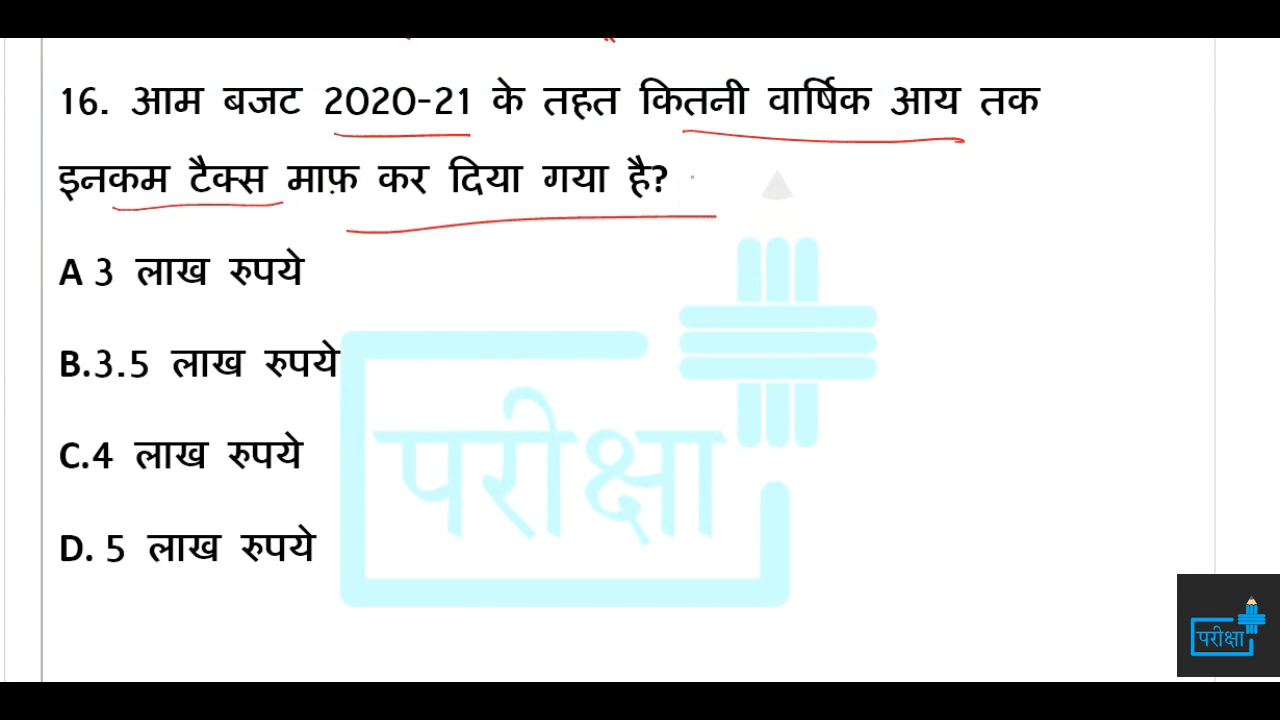 16. आम बजट 2020-21 के तहत कितनी वार्षिक आय तक
इनकम टैक्स माफ़ कर दिया गया है?
A 3 लाख रुपये
B.3.5 लाख रुपये
C.4 लाख रुपये
D. 5 लाख रुपये
परीक्षा
परीक्षा